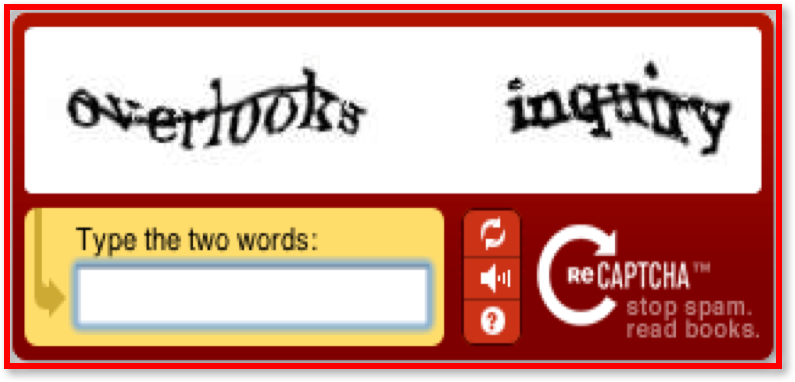 overlooks inquiry
Type the two words:
reCAPTCHA™
stop spam.
read books.